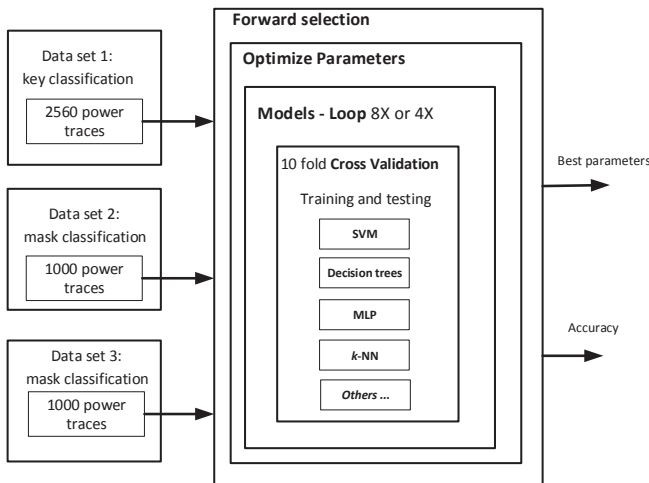 Data set 1:
key classification
2560 power
traces
Data set 2:
mask classification
1000 power
traces
Data set 3:
mask classification
1000 power
traces
Forward selection
Optimize Parameters
Models - Loop 8X or 4X
10 fold Cross Validation
Training and testing
SVM
Decision trees
MLP
k-NN
Others ...
Best parameters
Accuracy